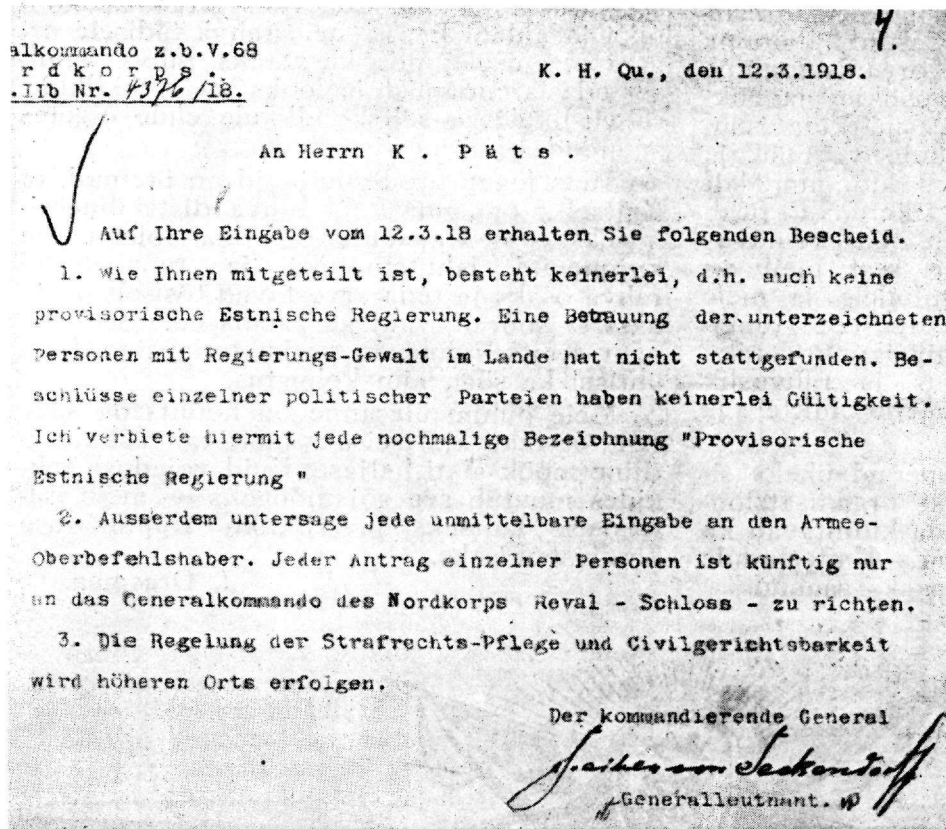 4.
alkommando z.b.V.68
r d k o r p s .
.IIb Nr. 4376/18.
K. H. Qu., den 12.3.1918.
An Herrn K . P ä t s .
Auf Ihre Eingabe vom 12.3.18 erhalten Sie folgenden Bescheid.
1. Wie Ihnen mitgeteilt ist, besteht keinerlei, d.h. auch keine
provisorische Estnische Regierung. Eine Betrauung der unterzeichneten
Personen mit Regierungs-Gewalt im Lande hat nicht stattgefunden. Be-
schlüsse einzelner politischer Parteien haben keinerlei Gültigkeit.
Ich verbiete hiermit jede nochmalige Bezeichnung "Provisorische
Estnische Regierung "
2. Ausserdem untersage jede unmittelbare Eingabe an den Armee-
Oberbefehlshaber. Jeder Antrag einzelner Personen ist künftig nur
an das Generalkommando des Nordkorps Reval - Schloss - zu richten.
3. Die Regelung der Strafrechts-Pflege und Civilgerichtsbarkeit
wird höheren Orts erfolgen.
Der kommandierende General
Freiherr von Seckendorff
Generalleutnant.